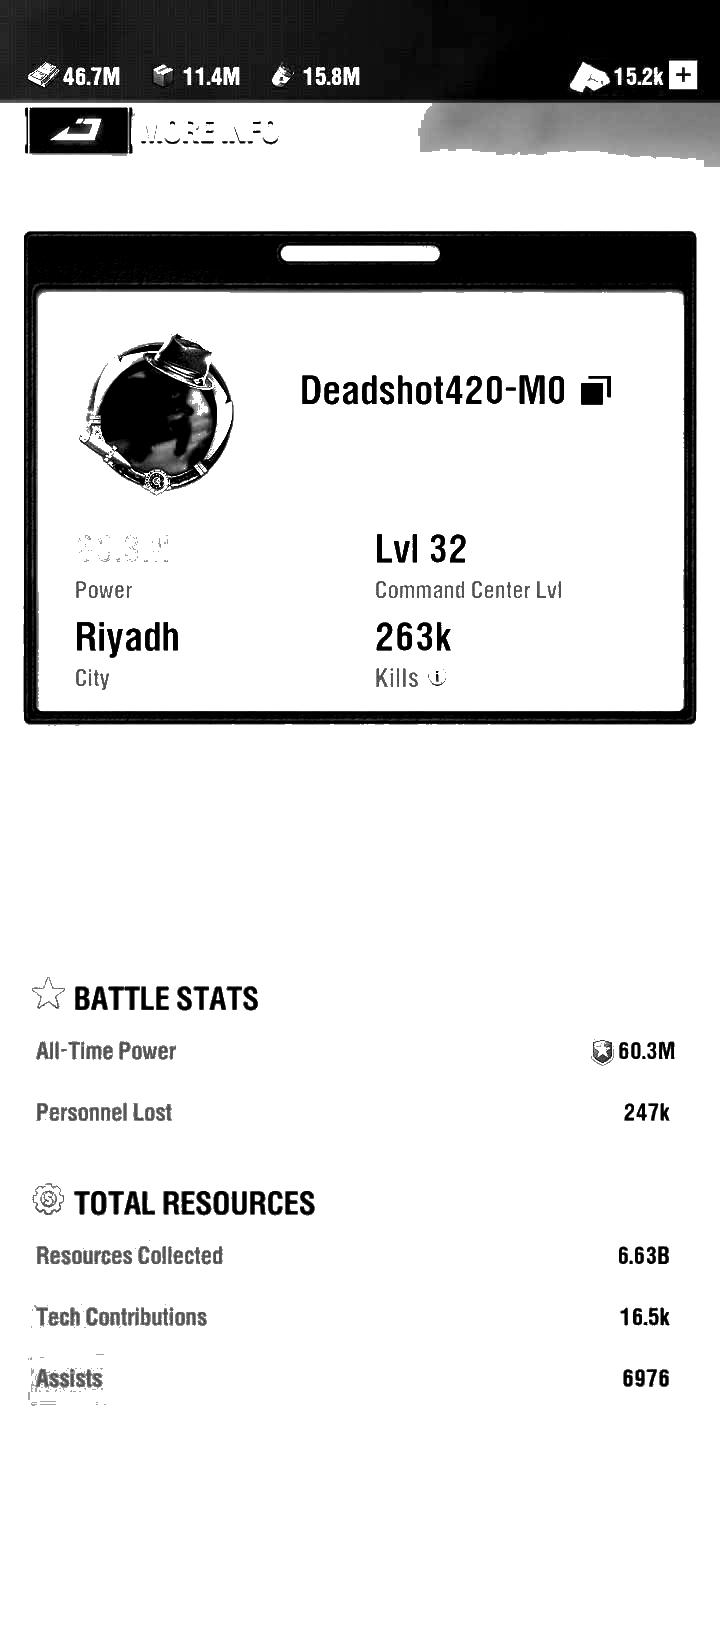 46.7M 11.4M 15.8M 15.2k +
MORE INFO
Deadshot420-M0
60.3M Lvl 32
Power Command Center Lvl
Riyadh 263k
City Kills i
BATTLE STATS
All-Time Power 60.3M
Personnel Lost 247k
TOTAL RESOURCES
Resources Collected 6.63B
Tech Contributions 16.5k
Assists 6976